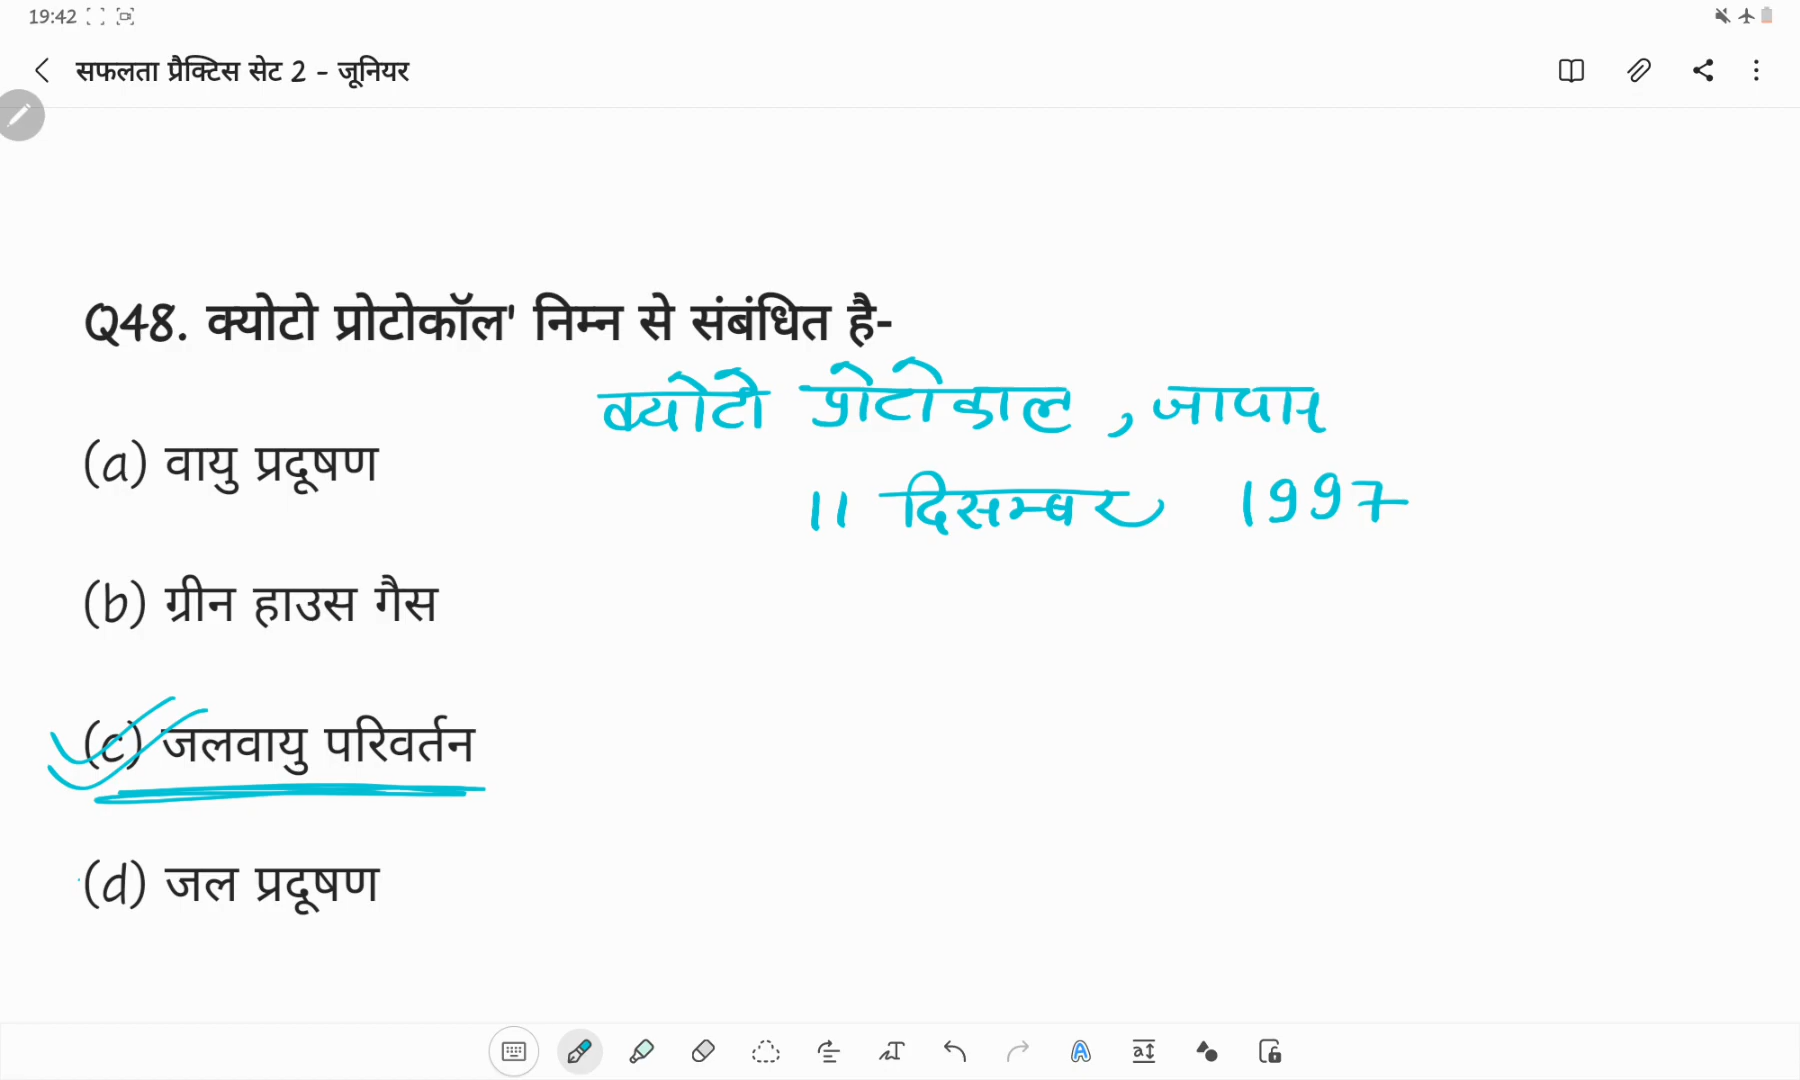 19:42
सफलता प्रैक्टिस सेट 2 - जूनियर
Q48. क्योटो प्रोटोकॉल' निम्न से संबंधित है-
क्योटो प्रोटोकाल , जापान
(a) वायु प्रदूषण
11 दिसम्बर 1997
(b) ग्रीन हाउस गैस
(c) जलवायु परिवर्तन
(d) जल प्रदूषण